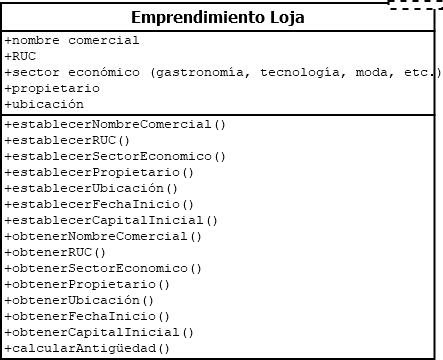 Emprendimiento Loja
+nombre comercial
+RUC
+sector económico (gastronomía, tecnología, moda, etc.)
+propietario
+ubicación
+establecerNombreComercial()
+establecerRUC()
+establecerSectorEconomico()
+establecerPropietario()
+establecerUbicación()
+establecerFechaInicio()
+establecerCapitalInicial()
+obtenerNombreComercial()
+obtenerRUC()
+obtenerSectorEconomico()
+obtenerPropietario()
+obtenerUbicación()
+obtenerFechaInicio()
+obtenerCapitalInicial()
+calcularAntigüedad()